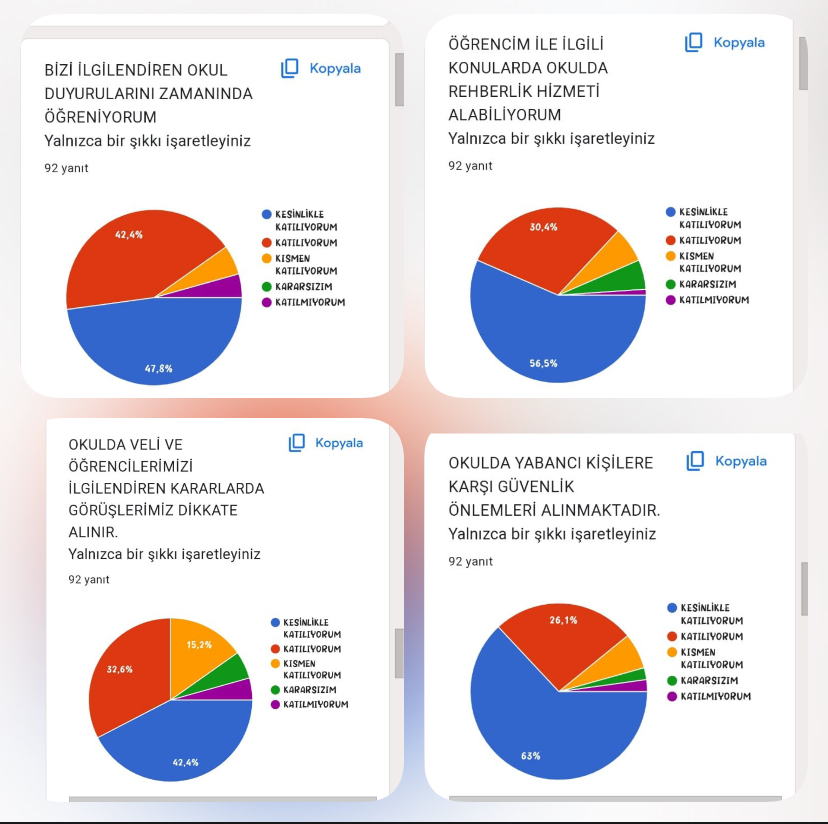 BİZİ İLGİLENDİREN OKUL
DUYURULARINI ZAMANINDA
ÖĞRENİYORUM
Yalnızca bir şıkkı işaretleyiniz
Kopyala
92 yanıt
42,4%
47,8%
KESİNLİKLE
KATILIYORUM
KATILIYORUM
KISMEN
KATILIYORUM
KARARSIZIM
KATILMIYORUM
ÖĞRENCİM İLE İLGİLİ
KONULARDA OKULDA
REHBERLİK HİZMETİ
ALABİLİYORUM
Yalnızca bir şıkkı işaretleyiniz
Kopyala
92 yanıt
30,4%
56,5%
KESİNLİKLE
KATILIYORUM
KATILIYORUM
KISMEN
KATILIYORUM
KARARSIZIM
KATILMIYORUM
OKULDA VELİ VE
ÖĞRENCİLERİMİZİ
İLGİLENDİREN KARARLARDA
GÖRÜŞLERİMİZ DİKKATE
ALINIR.
Yalnızca bir şıkkı işaretleyiniz
Kopyala
92 yanıt
15,2%
32,6%
42,4%
KESİNLİKLE
KATILIYORUM
KATILIYORUM
KISMEN
KATILIYORUM
KARARSIZIM
KATILMIYORUM
OKULDA YABANCI KİŞİLERE
KARŞI GÜVENLİK
ÖNLEMLERİ ALINMAKTADIR.
Yalnızca bir şıkkı işaretleyiniz
Kopyala
92 yanıt
26,1%
63%
KESİNLİKLE
KATILIYORUM
KATILIYORUM
KISMEN
KATILIYORUM
KARARSIZIM
KATILMIYORUM